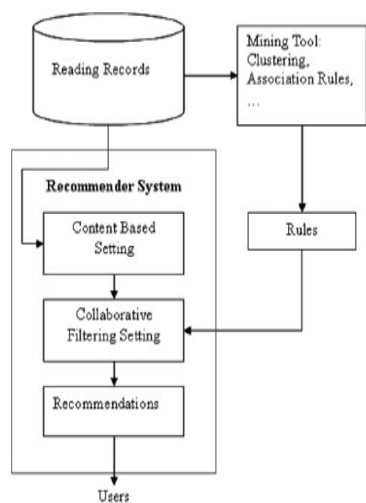 Reading Records
Mining Tool:
Clustering,
Association Rules,
...
Recommender System
Content Based
Setting
Rules
Collaborative
Filtering Setting
Recommendations
Users